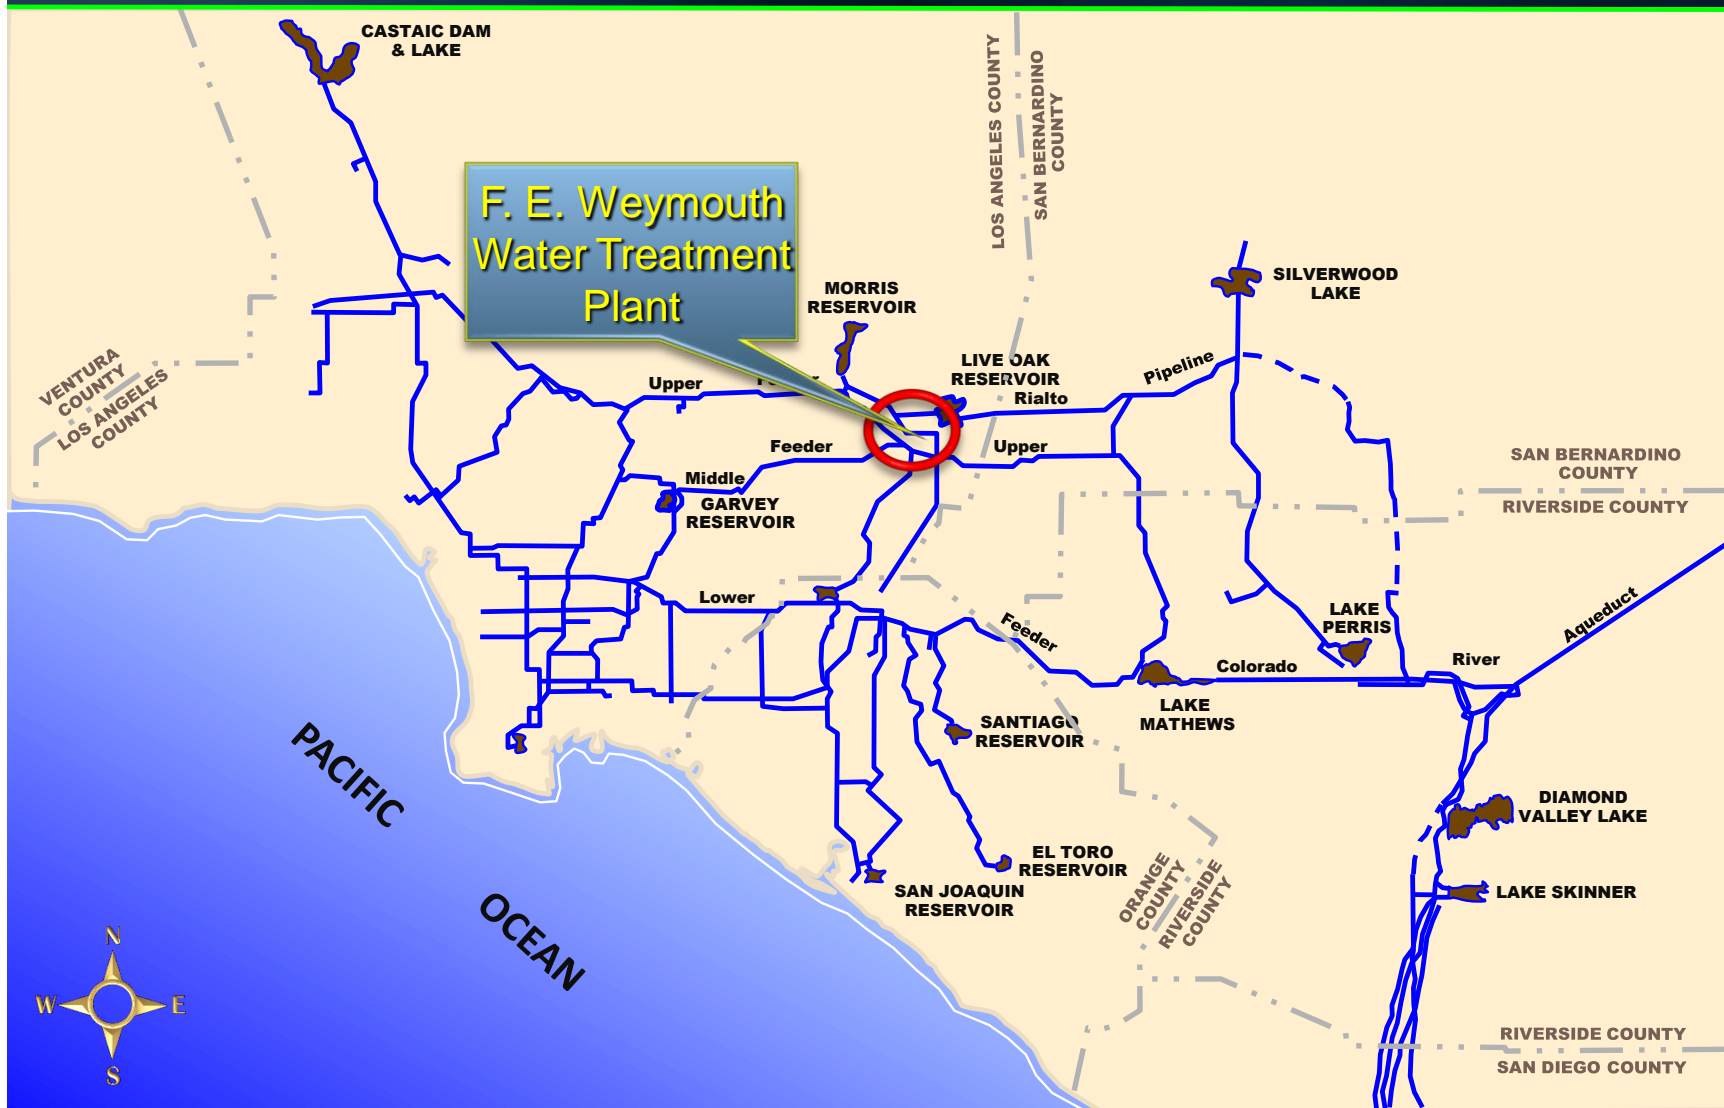 CASTAIC DAM
& LAKE
LOS ANGELES COUNTY
SAN BERNARDINO
COUNTY
F. E. Weymouth
Water Treatment
Plant
MORRIS
RESERVOIR
SILVERWOOD
LAKE
LIVE OAK
RESERVOIR
VENTURA
COUNTY
LOS ANGELES
COUNTY
Upper
Rialto
Pipeline
Feeder
Upper
Middle
GARVEY
RESERVOIR
SAN BERNARDINO
COUNTY
RIVERSIDE COUNTY
Lower
Feeder
LAKE
PERRIS
Aqueduct
Colorado
River
LAKE
MATHEWS
SANTIAGO
RESERVOIR
PACIFIC
OCEAN
DIAMOND
VALLEY LAKE
EL TORO
RESERVOIR
SAN JOAQUIN
RESERVOIR
ORANGE
COUNTY
RIVERSIDE
COUNTY
LAKE SKINNER
N
W
E
S
RIVERSIDE COUNTY
SAN DIEGO COUNTY